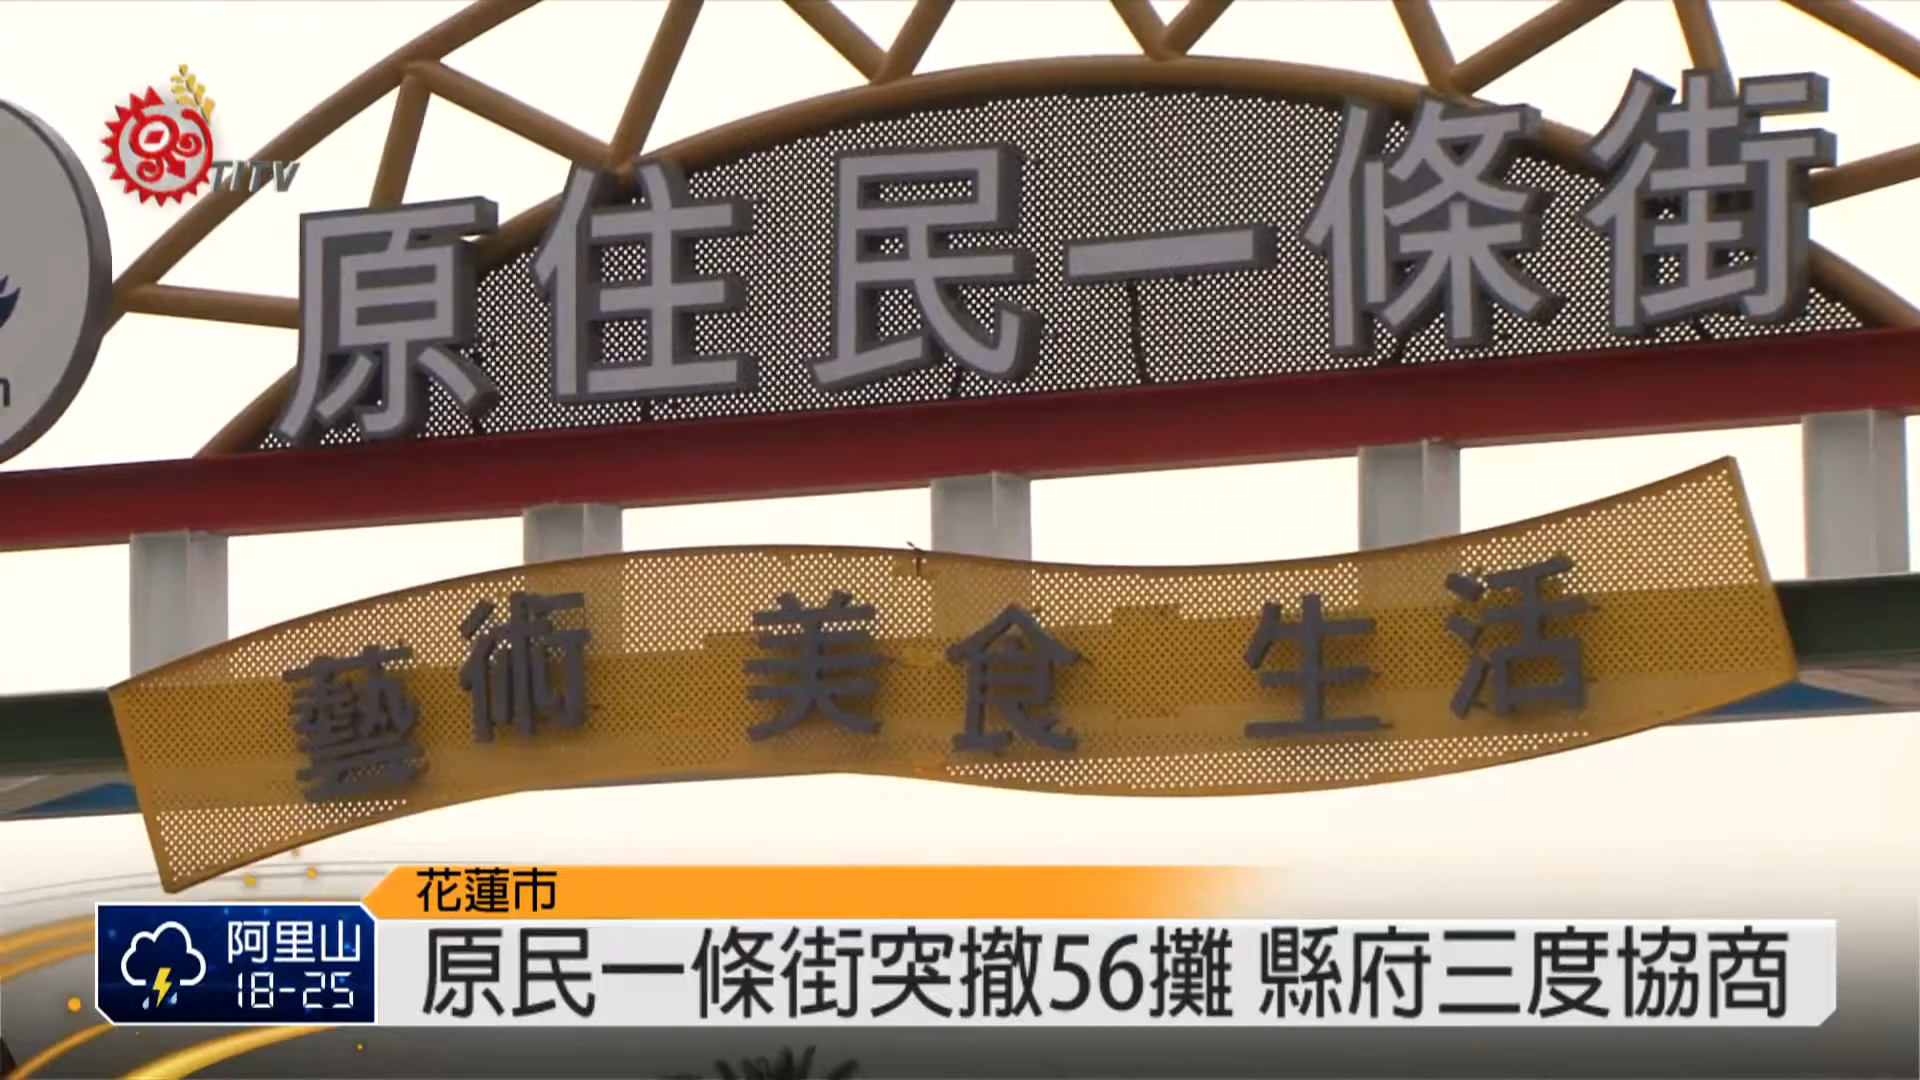 TITV
原住民一條街
n
藝術 美食 生活
花蓮市
阿里山
18-25
原民一條街突撤56攤 縣府三度協商